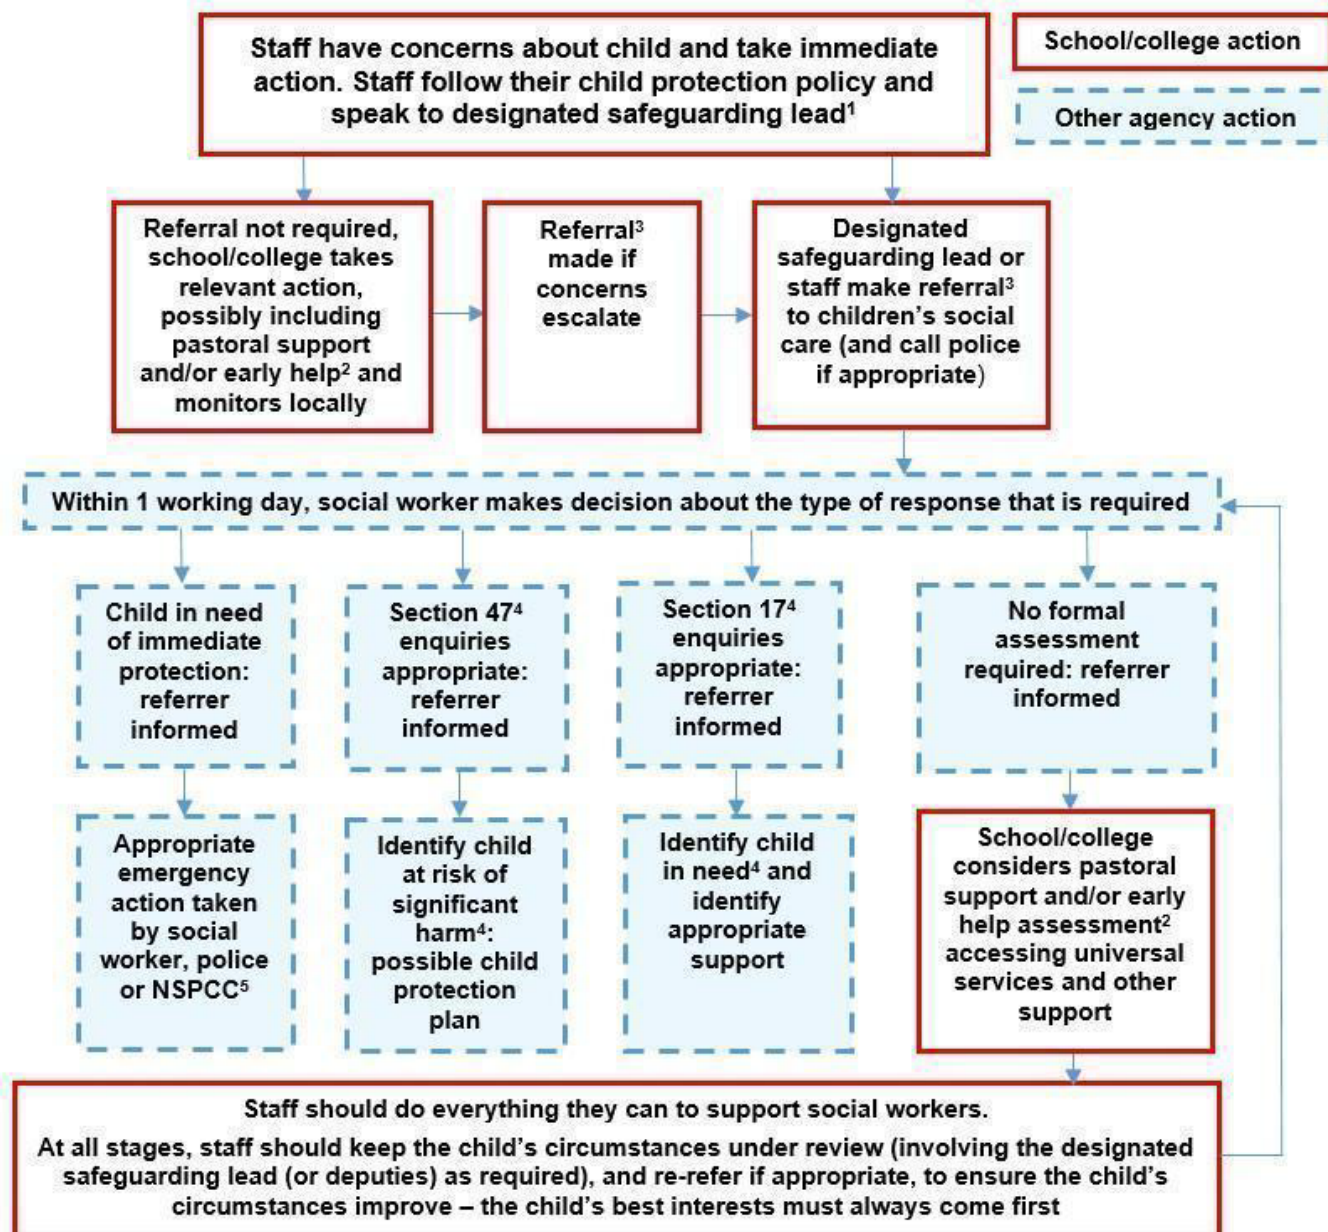 Staff have concerns about child and take immediate
action. Staff follow their child protection policy and
speak to designated safeguarding lead¹
School/college action
Other agency action
Referral not required,
school/college takes
relevant action,
possibly including
pastoral support
and/or early help² and
monitors locally
Referral³
made if
concerns
escalate
Designated
safeguarding lead or
staff make referral³
to children’s social
care (and call police
if appropriate)
Within 1 working day, social worker makes decision about the type of response that is required
Child in need
of immediate
protection:
referrer
informed
Section 47⁴
enquiries
appropriate:
referrer
informed
Section 17⁴
enquiries
appropriate:
referrer
informed
No formal
assessment
required: referrer
informed
Appropriate
emergency
action taken
by social
worker, police
or NSPCC⁵
Identify child
at risk of
significant
harm⁴:
possible child
protection
plan
Identify child
in need⁴ and
identify
appropriate
support
School/college
considers pastoral
support and/or early
help assessment²
accessing universal
services and other
support
Staff should do everything they can to support social workers.
At all stages, staff should keep the child’s circumstances under review (involving the designated
safeguarding lead (or deputies) as required), and re-refer if appropriate, to ensure the child’s
circumstances improve – the child’s best interests must always come first